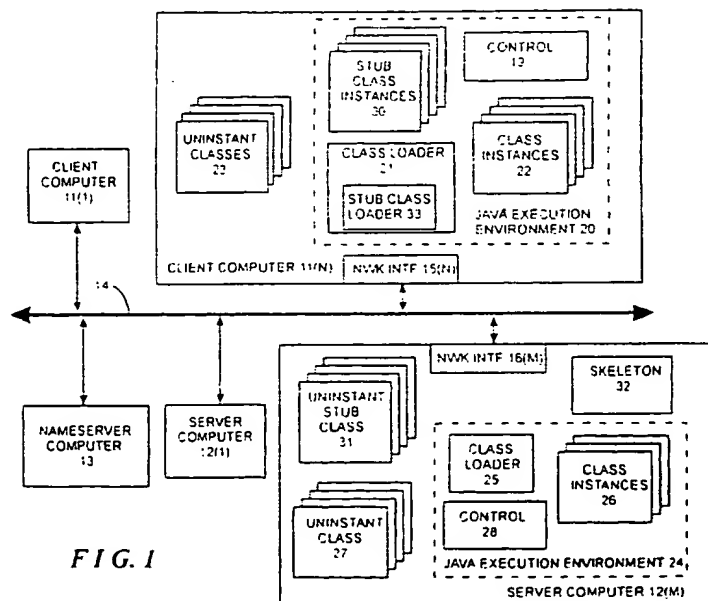 STUB
CLASS
INSTANCES
30
CONTROL
19
UNINSTANT
CLASSES
23
CLASS LOADER
21
STUB CLASS
LOADER 33
CLASS
INSTANCES
22
JAVA EXECUTION
ENVIRONMENT 20
CLIENT
COMPUTER
11(1)
CLIENT COMPUTER 11(N)
NWK INTF 15(N)
14
NWK INTF 16(M)
NAMESERVER
COMPUTER
13
SERVER
COMPUTER
12(1)
UNINSTANT
STUB
CLASS
31
SKELETON
32
CLASS
LOADER
25
CLASS
INSTANCES
26
UNINSTANT
CLASS
27
CONTROL
28
JAVA EXECUTION ENVIRONMENT 24
SERVER COMPUTER 12(M)
FIG. 1